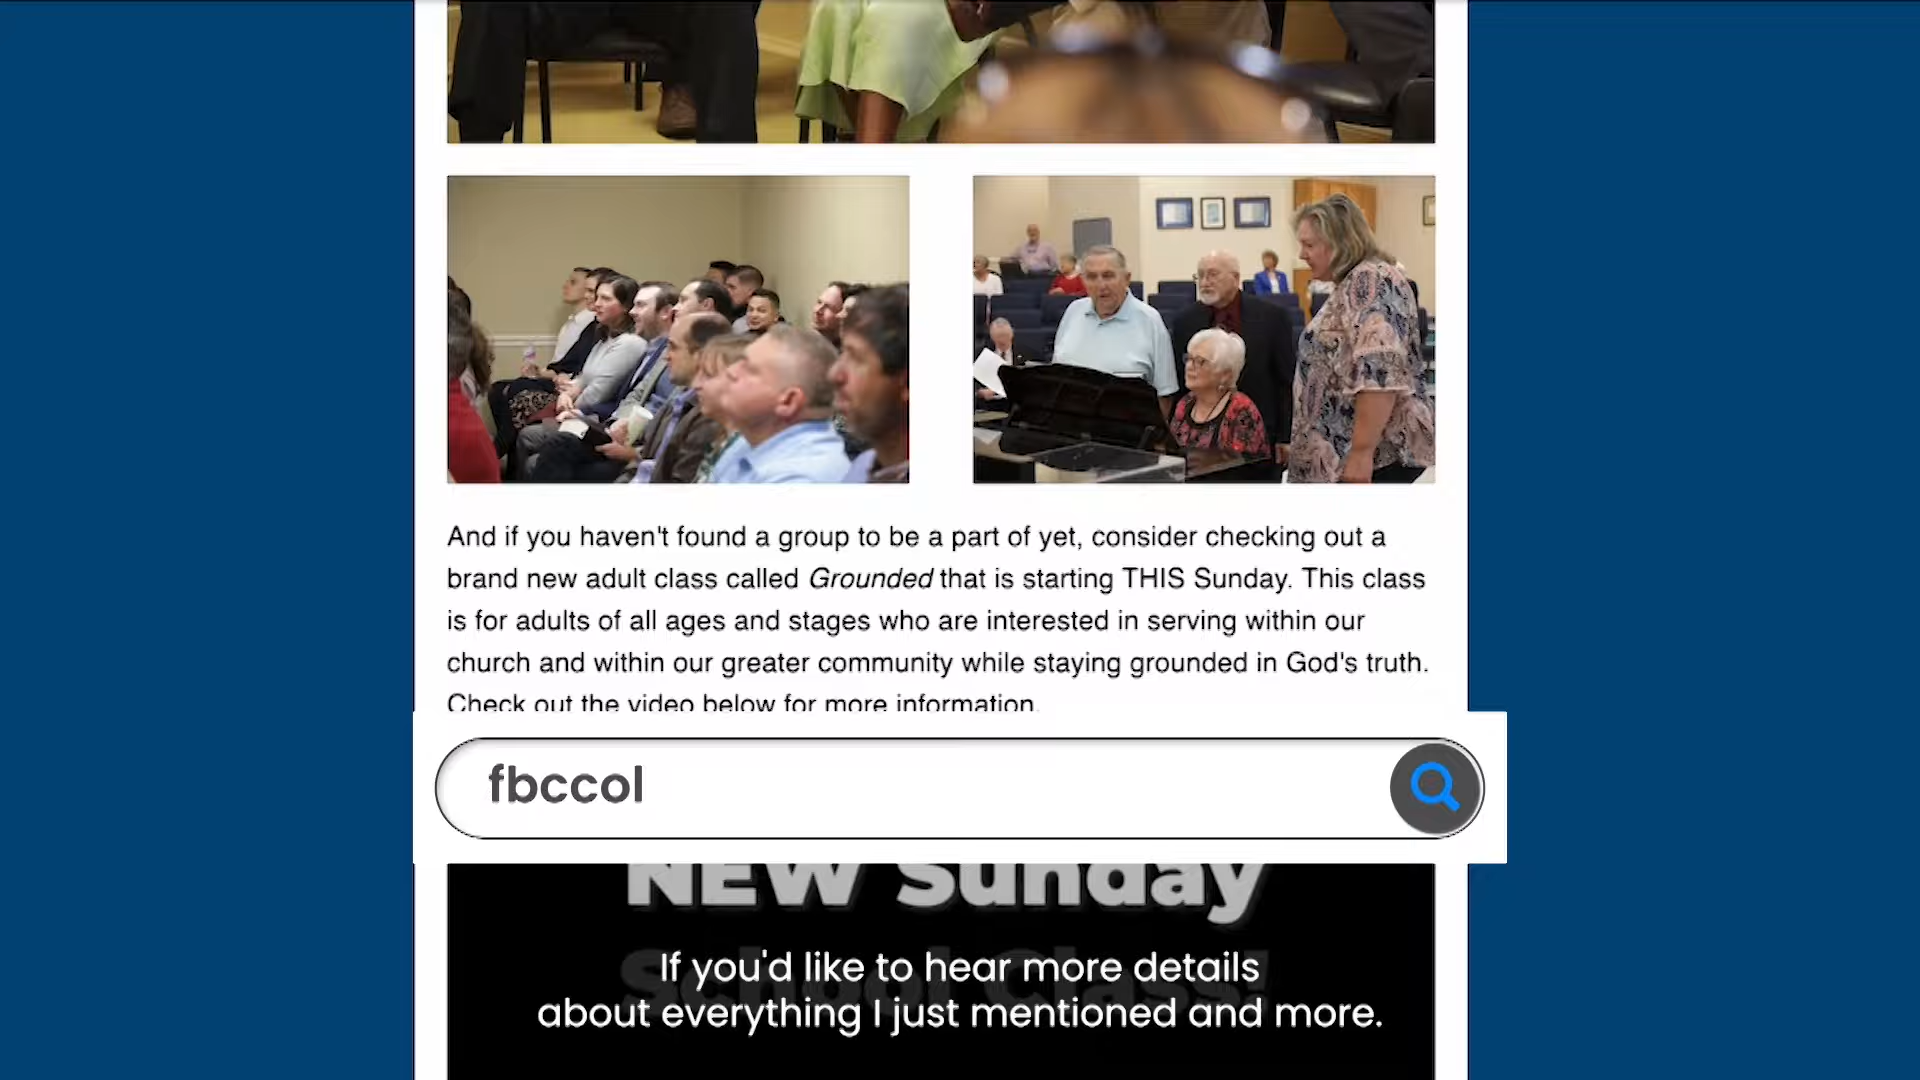 And if you haven't found a group to be a part of yet, consider checking out a
brand new adult class called Grounded that is starting THIS Sunday. This class
is for adults of all ages and stages who are interested in serving within our
church and within our greater community while staying grounded in God's truth.
Check out the video below for more information.
fbccol
NEW Sunday
School Class!
If you'd like to hear more details
about everything I just mentioned and more.